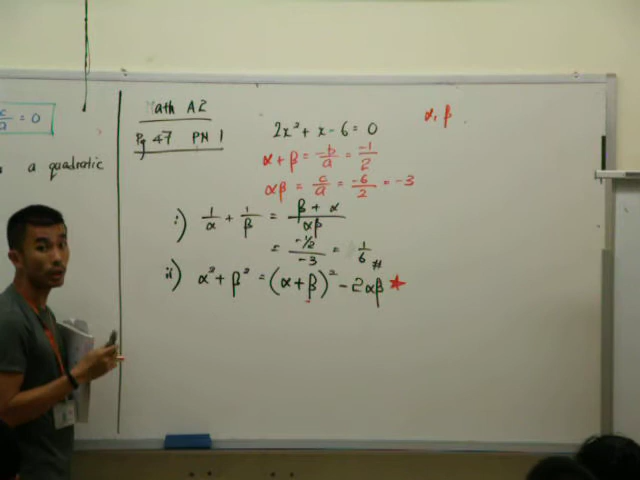 c/a = 0
a quadratic
Math A2
Pg 47 PN 1
α, β
2x² + x - 6 = 0
α + β = -b/a = -1/2
αβ = c/a = -6/2 = -3
i) 1/α + 1/β = β + α/αβ
= -1/2/-3 = 1/6 #
ii) α² + β² = (α + β)² - 2αβ ★